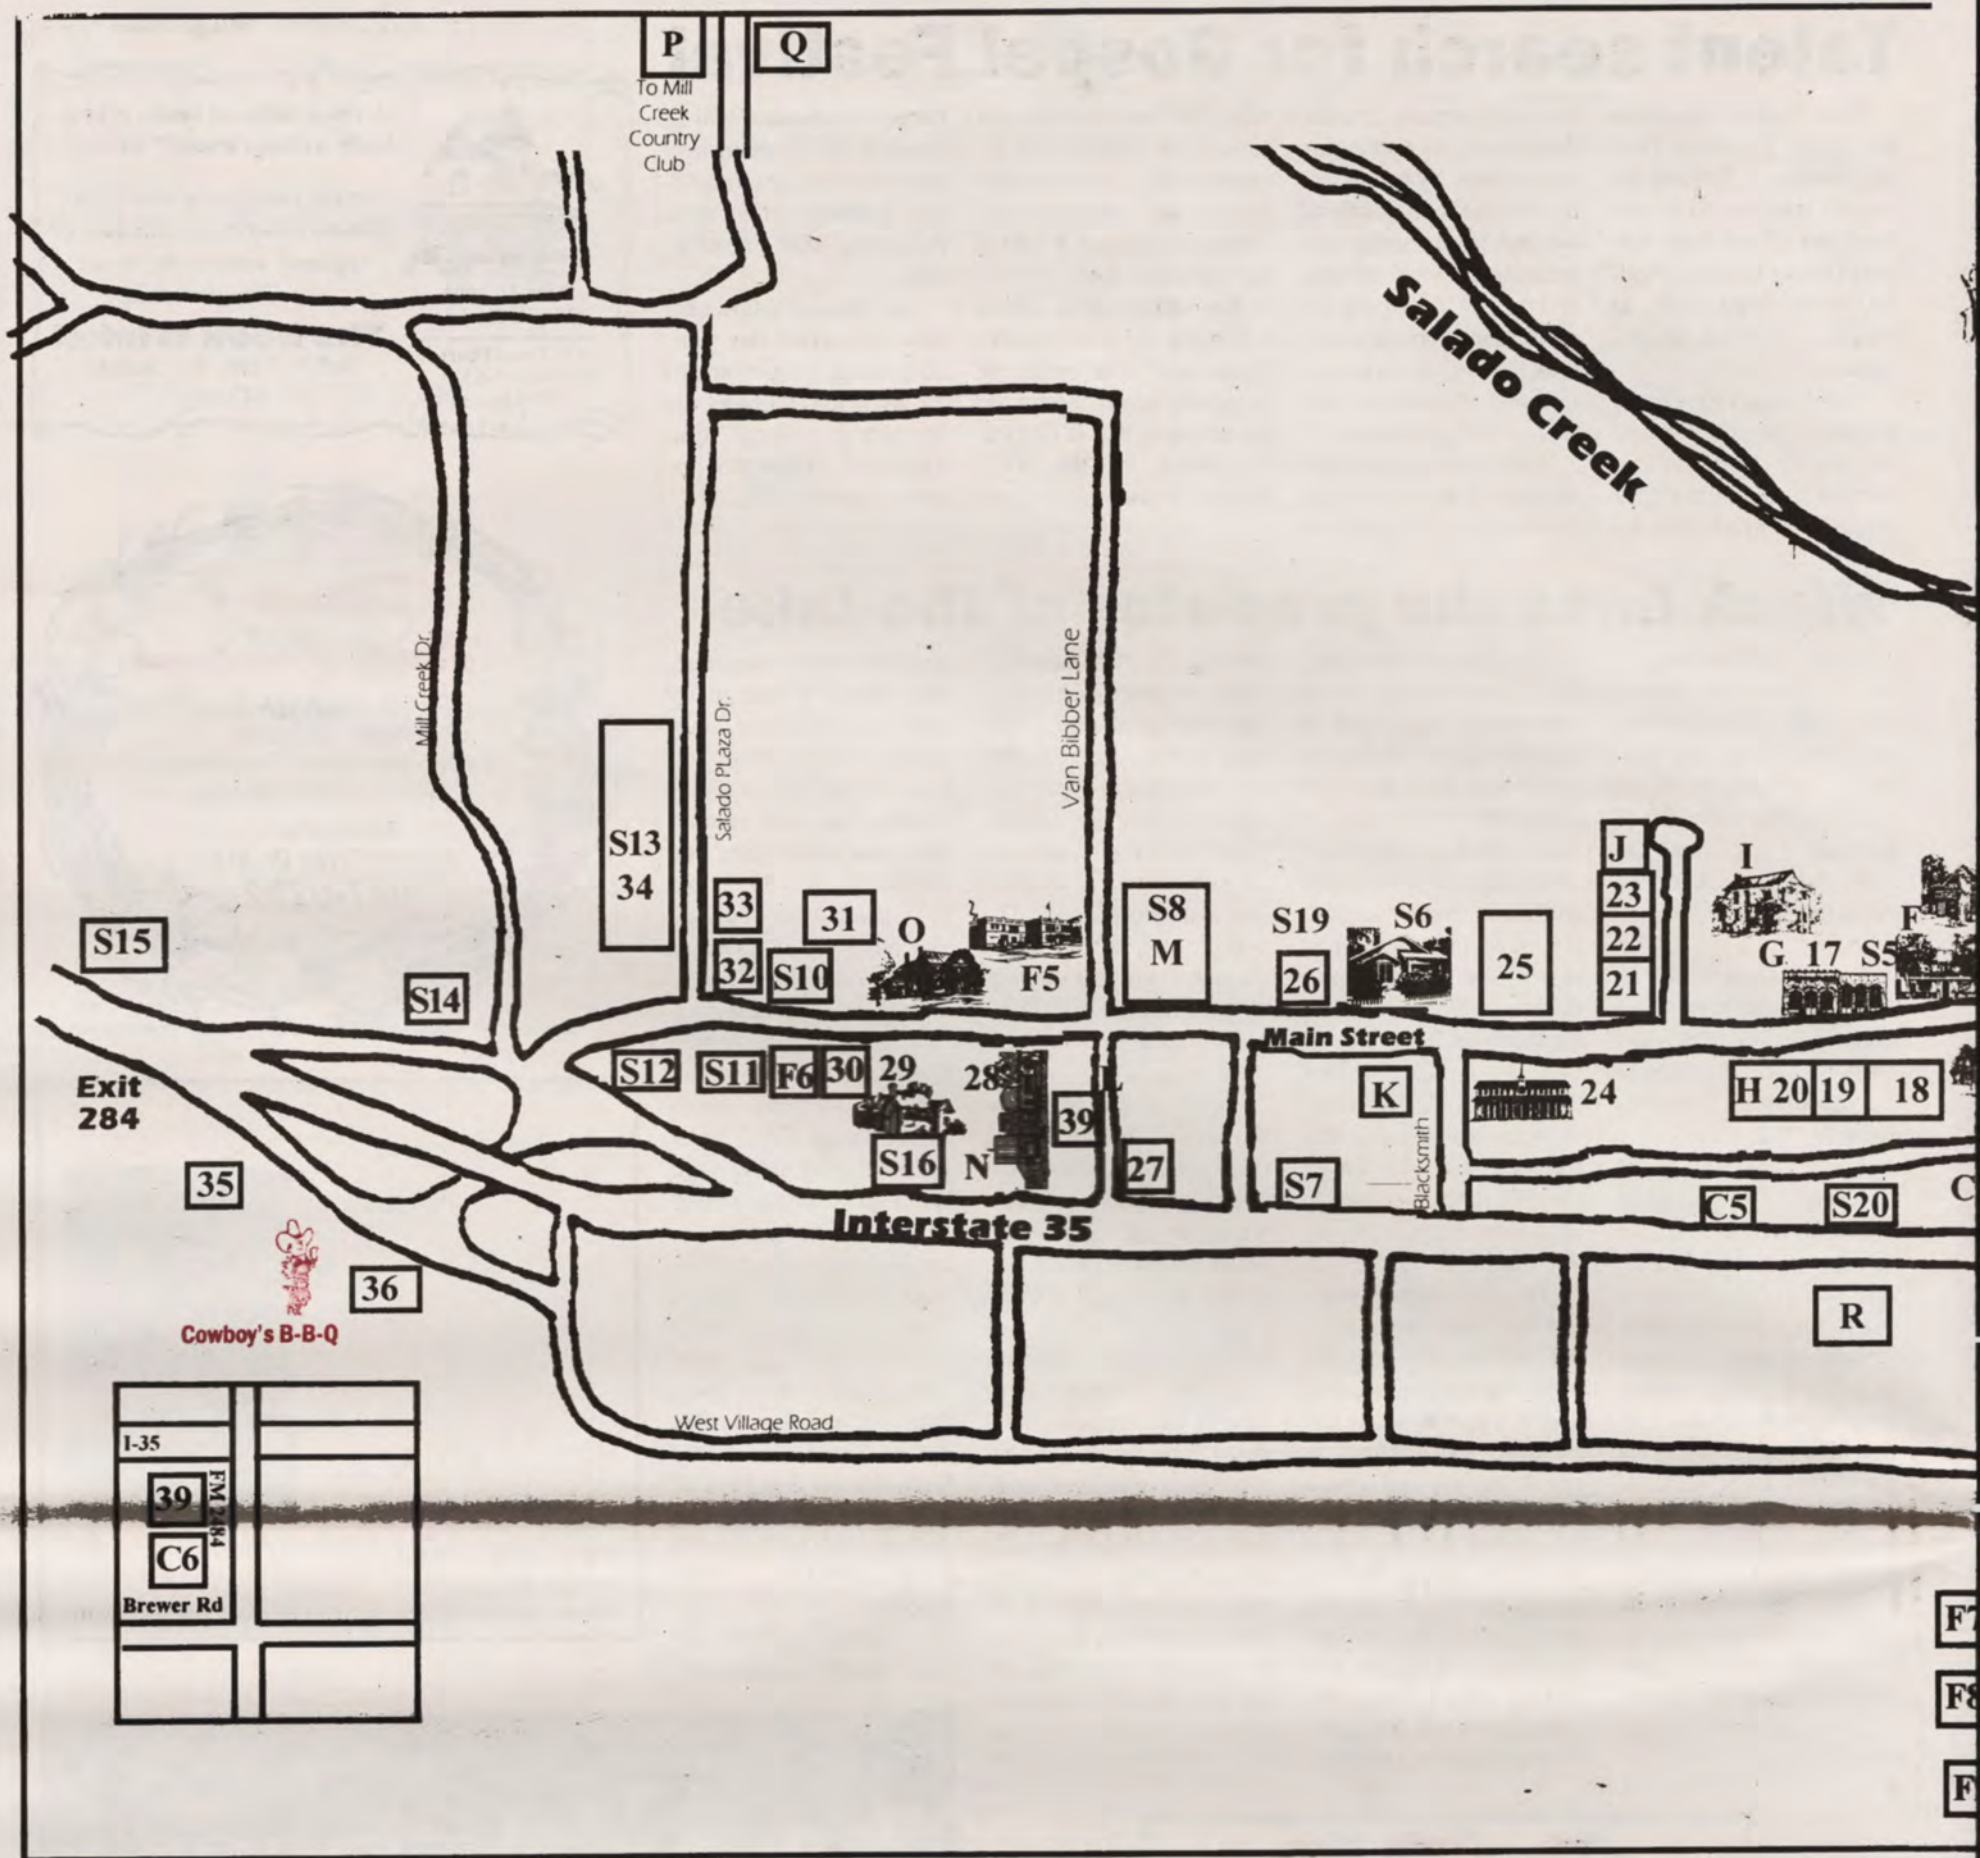 P
Q
To Mill
Creek
Country
Club
Salado Creek
Mill Creek Dr.
Salado PLaza Dr.
Van Bibber Lane
S13
34
33
32
S10
31
O
F5
S8
M
S19
26
S6
25
J
23
22
21
I
G 17 S5
F
S15
S14
Main Street
Exit
284
S12
S11
F6
30
29
28
39
L
S16
N
27
K
S7
Blacksmith
24
H 20
19
18
C5
S20
C
35
36
Cowboy's B-B-Q
Interstate 35
R
West Village Road
I-35
39
FM 2484
C6
Brewer Rd
F7
F8
F